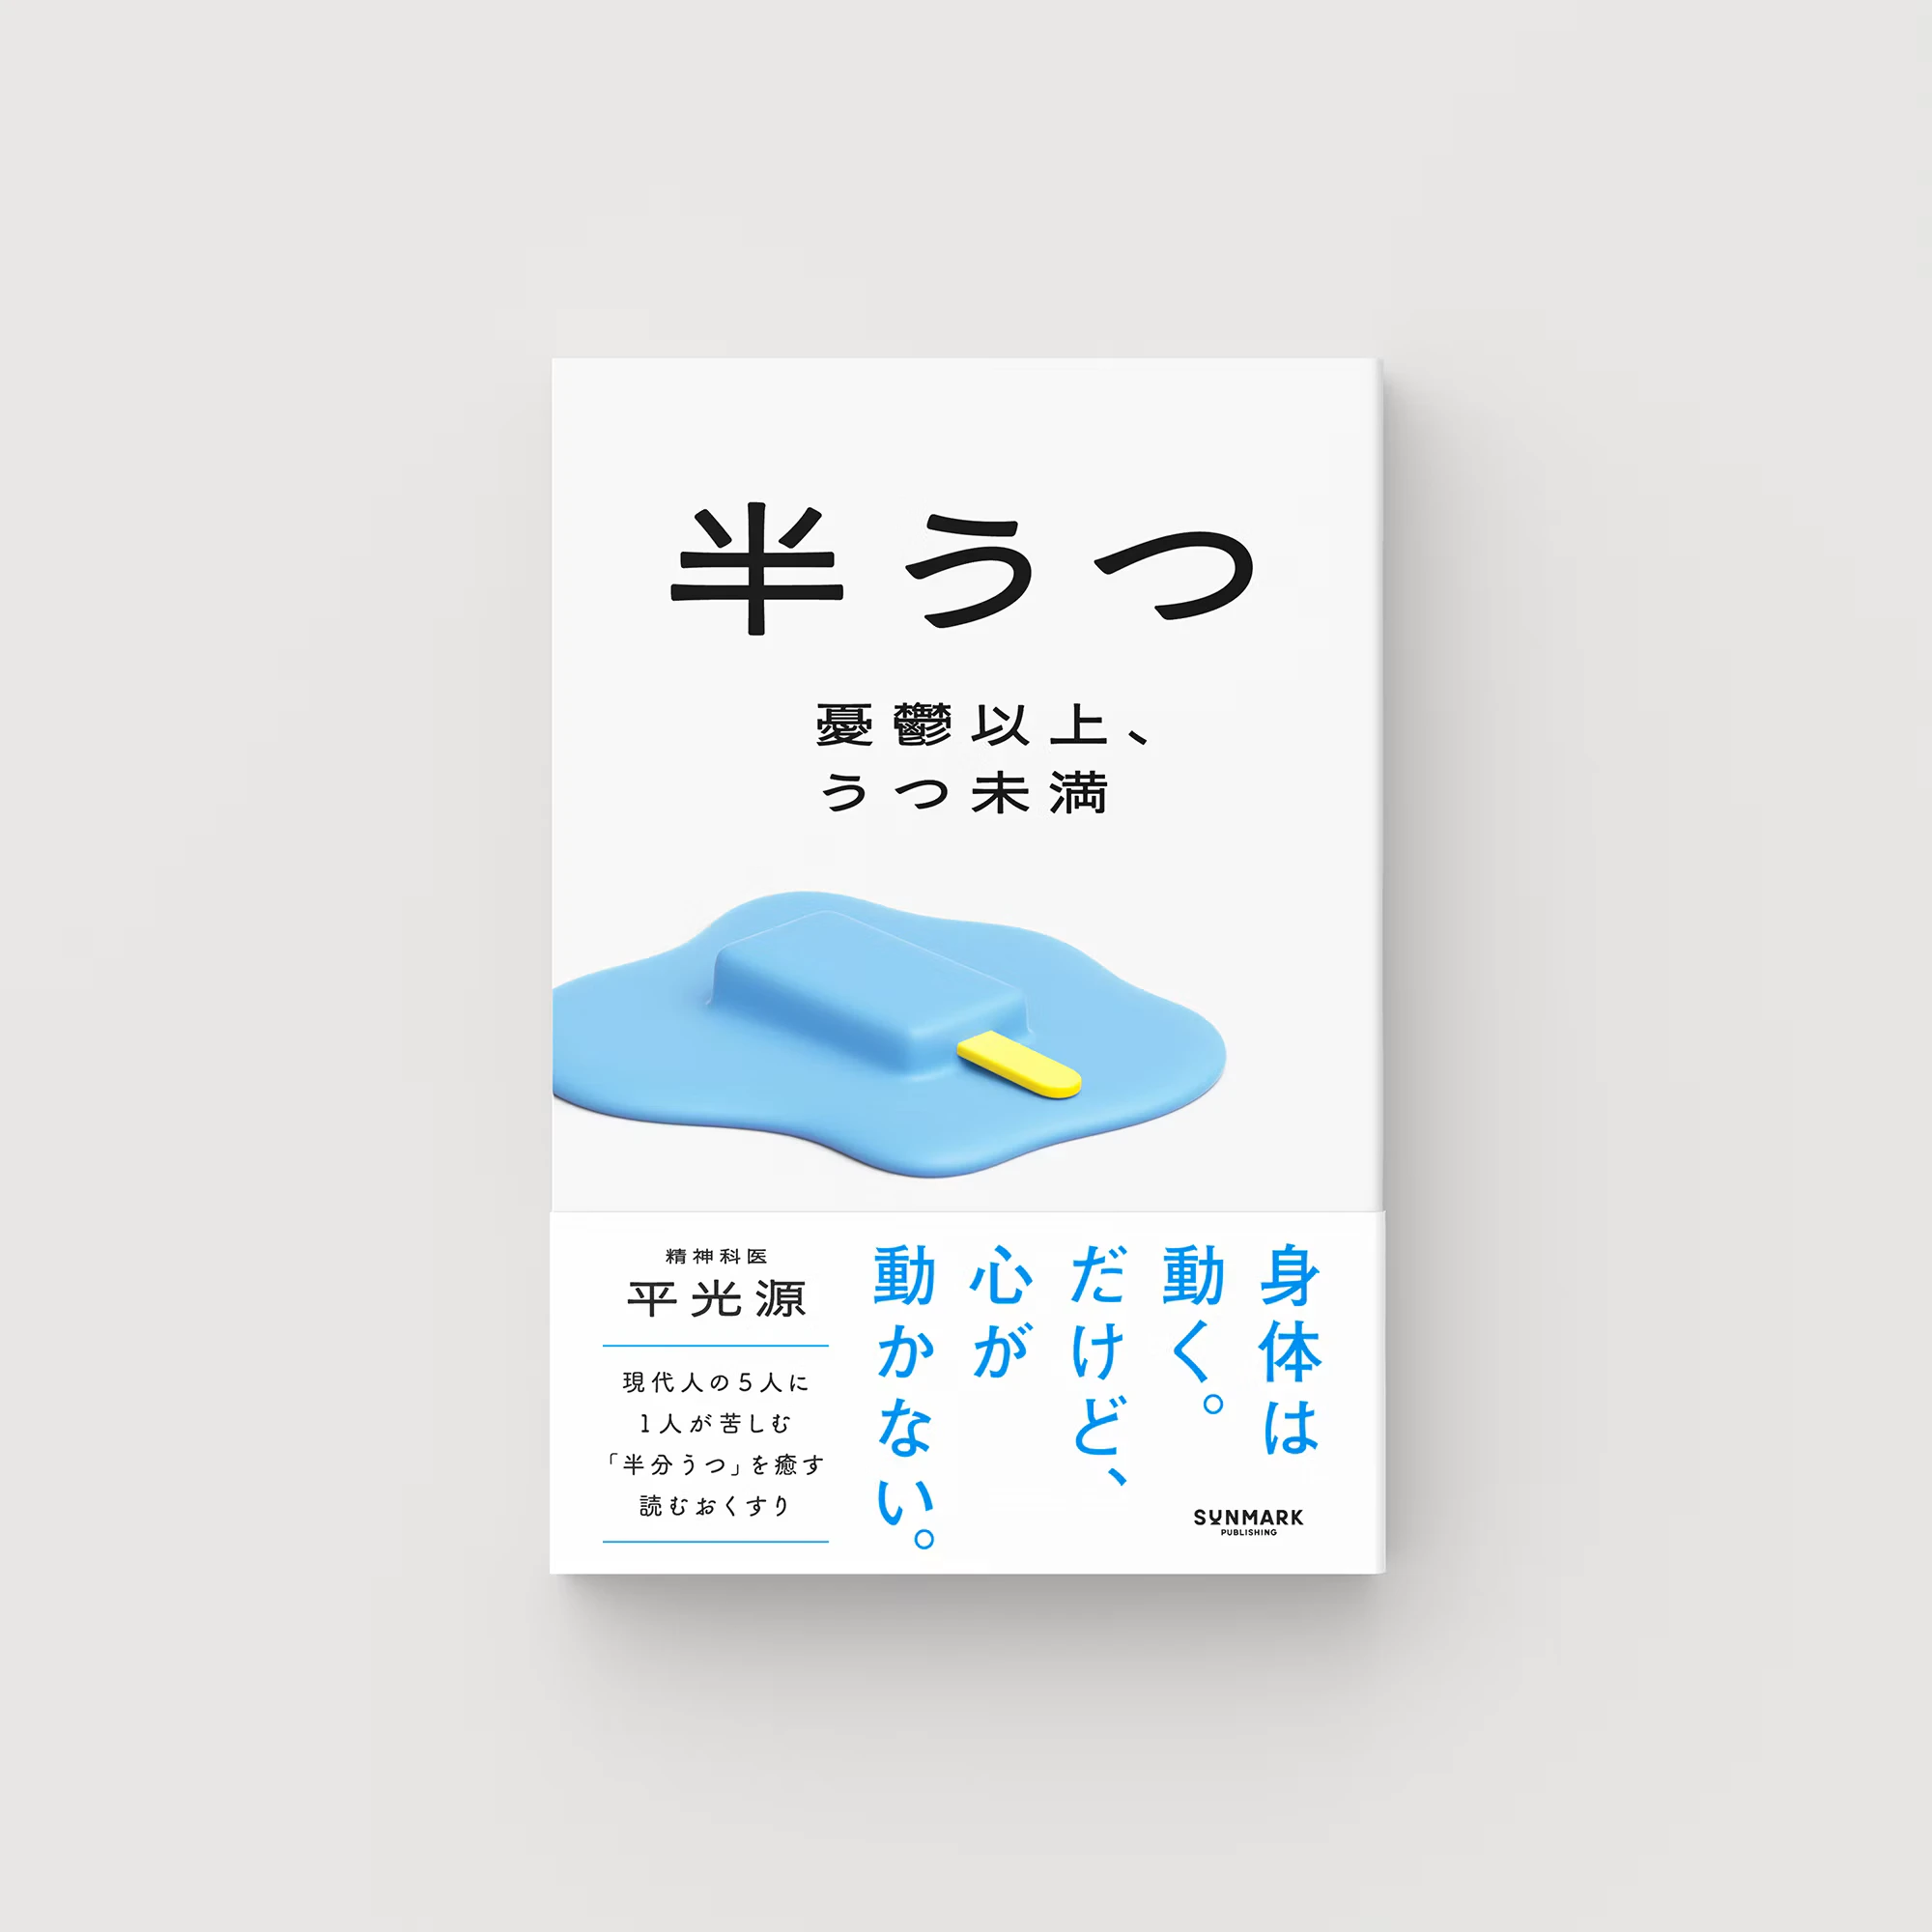 半うつ
憂鬱以上、
うつ未満
身体は
動く。
だけど、
心が
動かない。
精神科医
平光源
現代人の5人に
1人が苦しむ
「半分うつ」を癒す
読むおくすり
SUNMARK
PUBLISHING